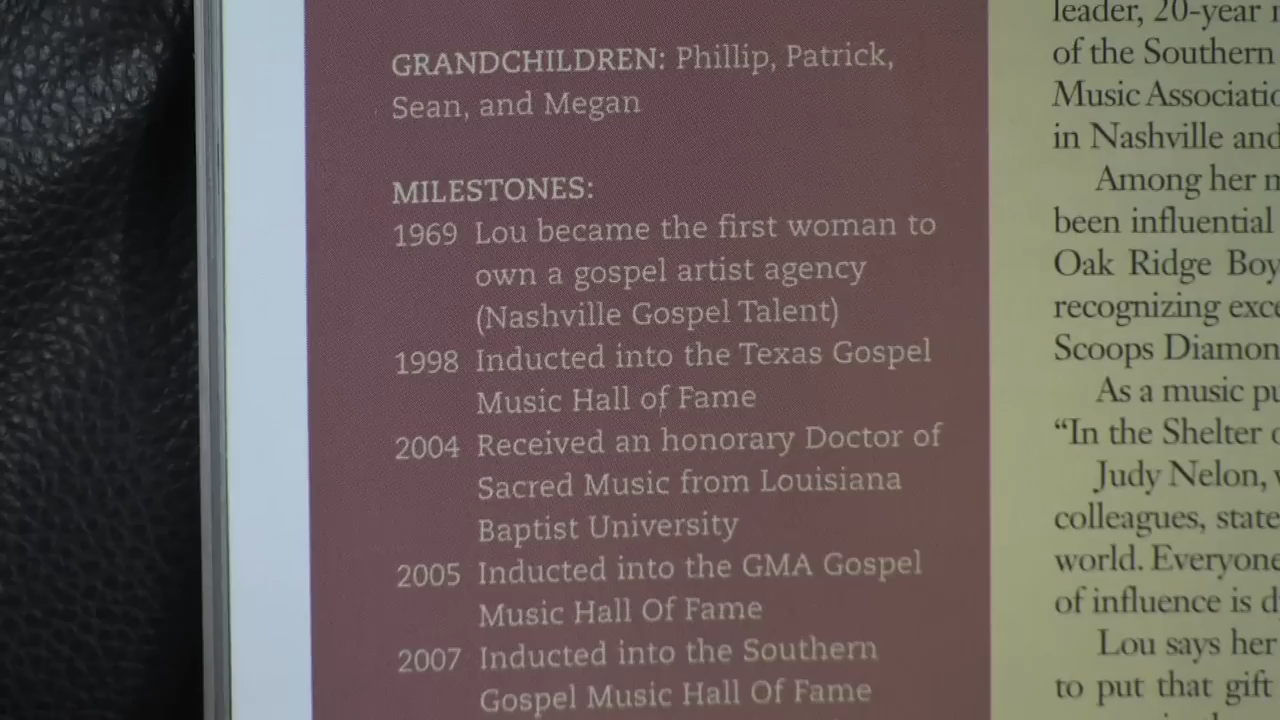 GRANDCHILDREN: Phillip, Patrick,
Sean, and Megan
MILESTONES:
1969 Lou became the first woman to
own a gospel artist agency
(Nashville Gospel Talent)
1998 Inducted into the Texas Gospel
Music Hall of Fame
2004 Received an honorary Doctor of
Sacred Music from Louisiana
Baptist University
2005 Inducted into the GMA Gospel
Music Hall Of Fame
2007 Inducted into the Southern
Gospel Music Hall Of Fame
leader, 20-year
of the Southern
Music
in Nashville and
Among her
been influential
Oak Ridge
recognizing
Scoops
As a music
“In the Shelter
Judy Nelon,
colleagues,
world.
of influence is
Lou says her
to put that gift